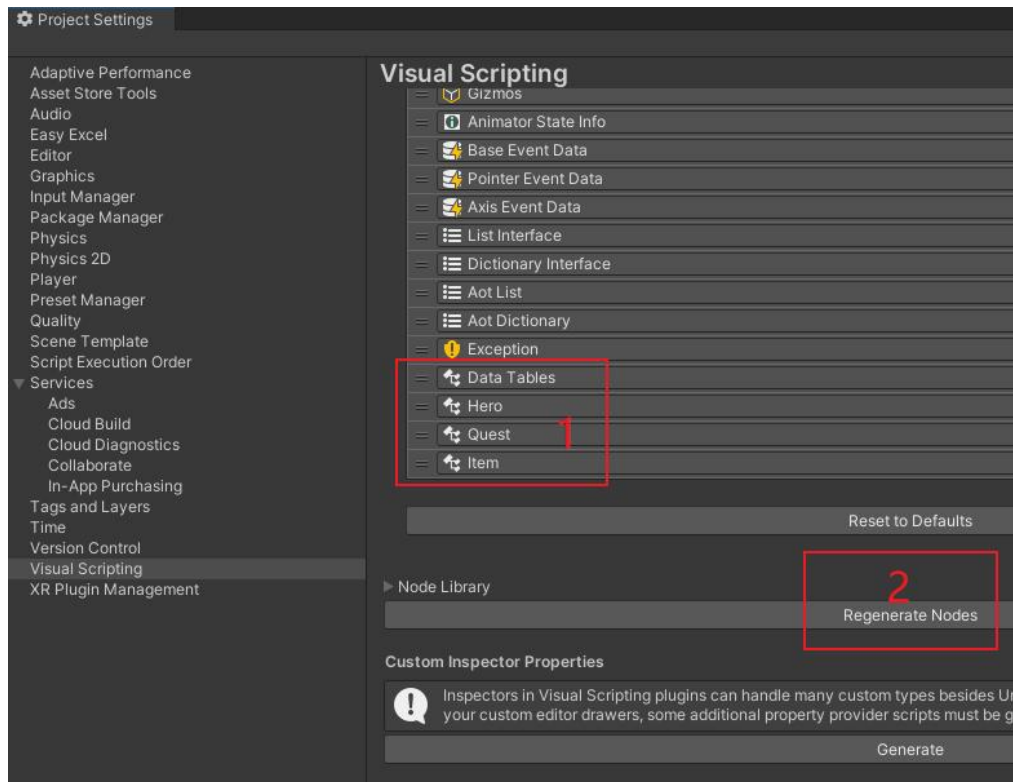 Project Settings
Adaptive Performance
Asset Store Tools
Audio
Easy Excel
Editor
Graphics
Input Manager
Package Manager
Physics
Physics 2D
Player
Preset Manager
Quality
Scene Template
Script Execution Order
Services
Ads
Cloud Build
Cloud Diagnostics
Collaborate
In-App Purchasing
Tags and Layers
Time
Version Control
Visual Scripting
XR Plugin Management
Visual Scripting
Gizmos
Animator State Info
Base Event Data
Pointer Event Data
Axis Event Data
List Interface
Dictionary Interface
Aot List
Aot Dictionary
Exception
Data Tables
Hero
Quest
1
Item
Reset to Defaults
Node Library
2
Regenerate Nodes
Custom Inspector Properties
Inspectors in Visual Scripting plugins can handle many custom types besides
your custom editor drawers, some additional property provider scripts must be
Generate